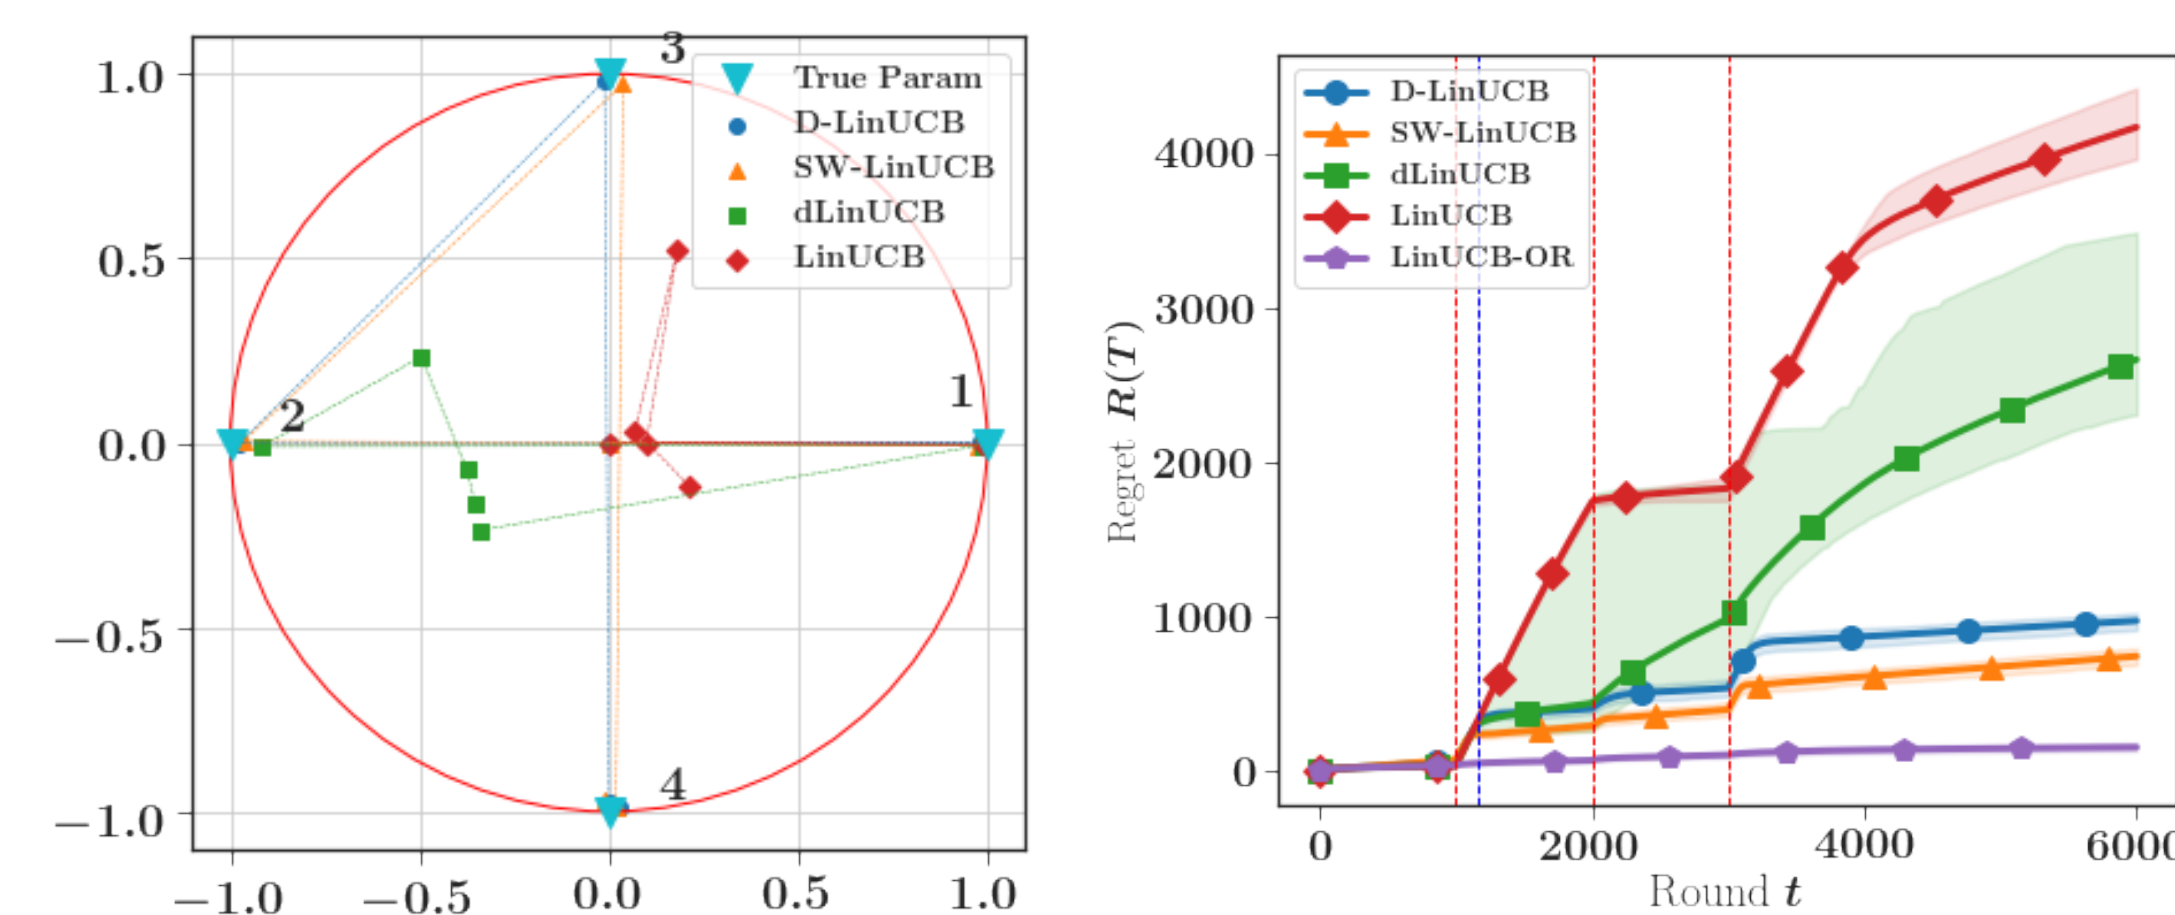 3
1.0
True Param
D-LinUCB
SW-LinUCB
dLinUCB
LinUCB
0.5
1
2
0.0
−0.5
4
−1.0
−1.0 −0.5 0.0 0.5 1.0
D-LinUCB
SW-LinUCB
dLinUCB
LinUCB
LinUCB-OR
Regret R(T)
4000
3000
2000
1000
0
0 2000 4000 6000
Round t